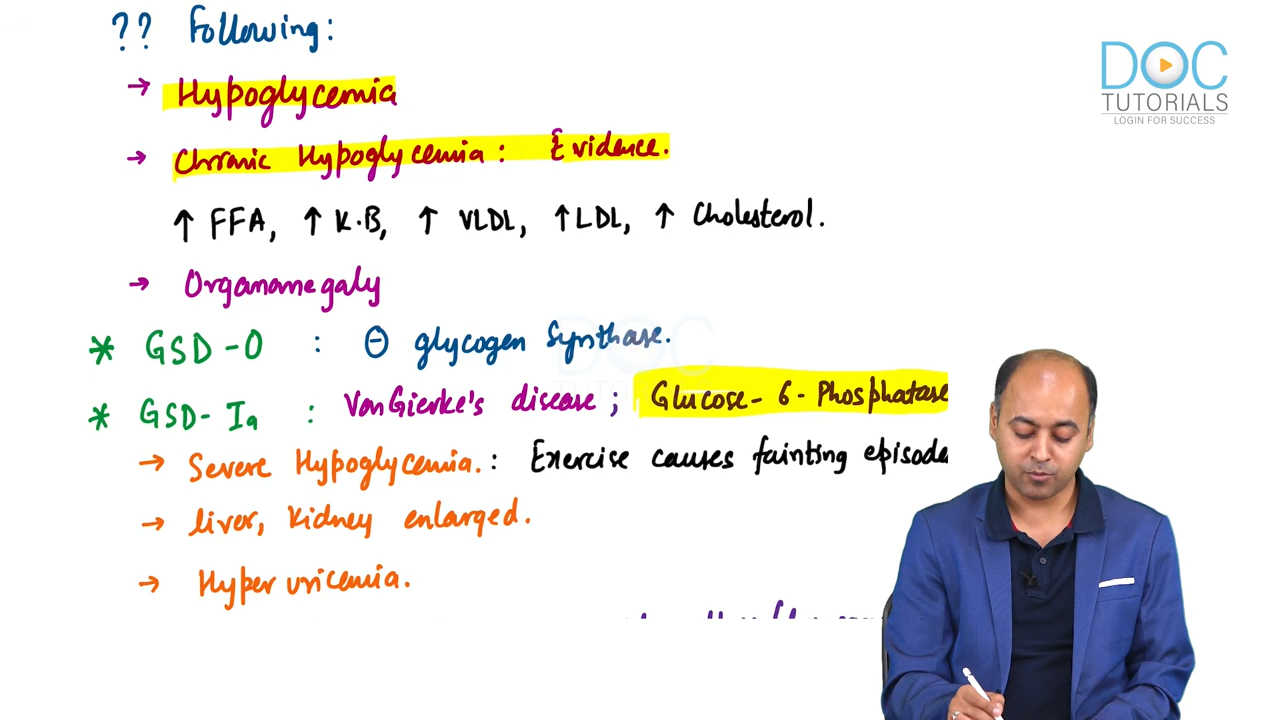 ?? Following:
DOC
TUTORIALS
LOGIN FOR SUCCESS
→ Hypoglycemia
→ Chronic Hypoglycemia: Evidence.
↑ FFA, ↑ K.B, ↑ VLDL, ↑ LDL, ↑ Cholesterol.
→ Organomegaly
* GSD-0 : ⊖ glycogen Synthase.
DOC
* GSD-Ia : VonGierke's disease; Glucose-6-Phosphatase
→ Severe Hypoglycemia. : Exercise causes fainting episode
→ liver, kidney enlarged.
→ Hyper uricemia.